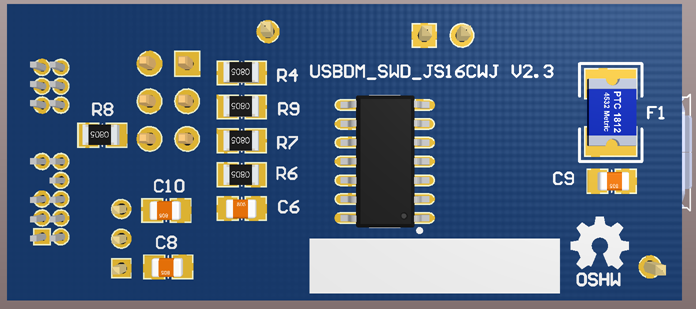 USBDM_SWD_JS16CWJ V2.3
R4
0805
R8
0805
R9
0805
R7
0805
R6
0805
C10
C6
C8
C9
F1
PTC 1812
4532 Metric
OSHW